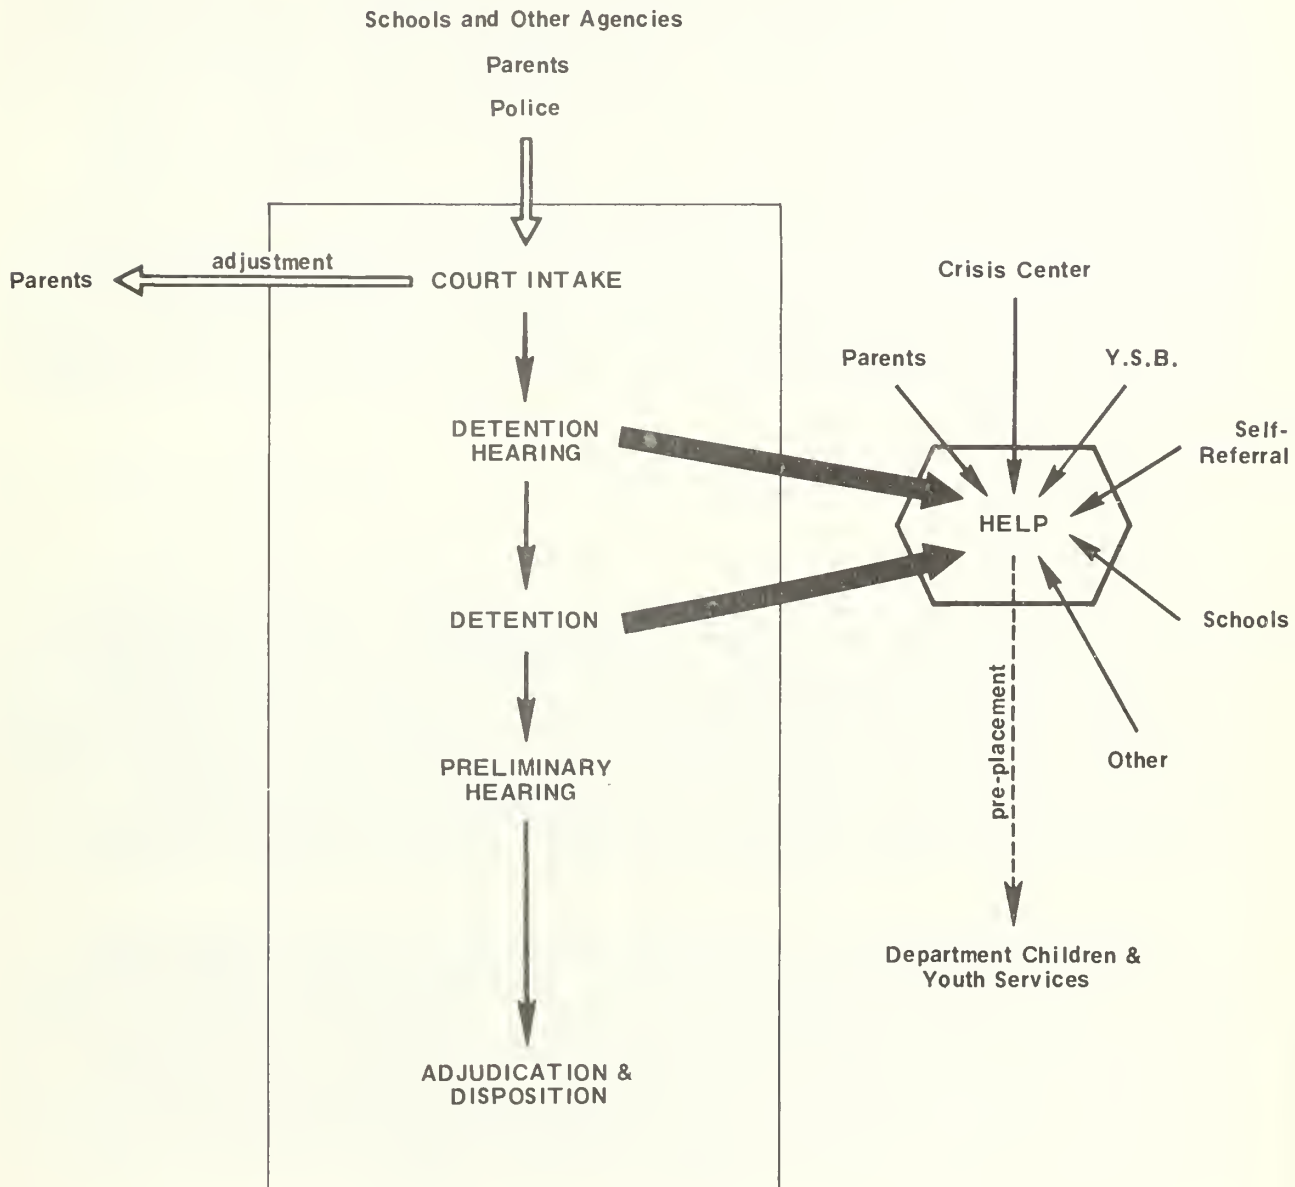 Schools and Other Agencies
Parents
Police
Parents
adjustment
COURT INTAKE
DETENTION
HEARING
DETENTION
PRELIMINARY
HEARING
ADJUDICATION &
DISPOSITION
Crisis Center
Parents
Y.S.B.
Self-
Referral
HELP
Schools
Other
pre-placement
Department Children &
Youth Services